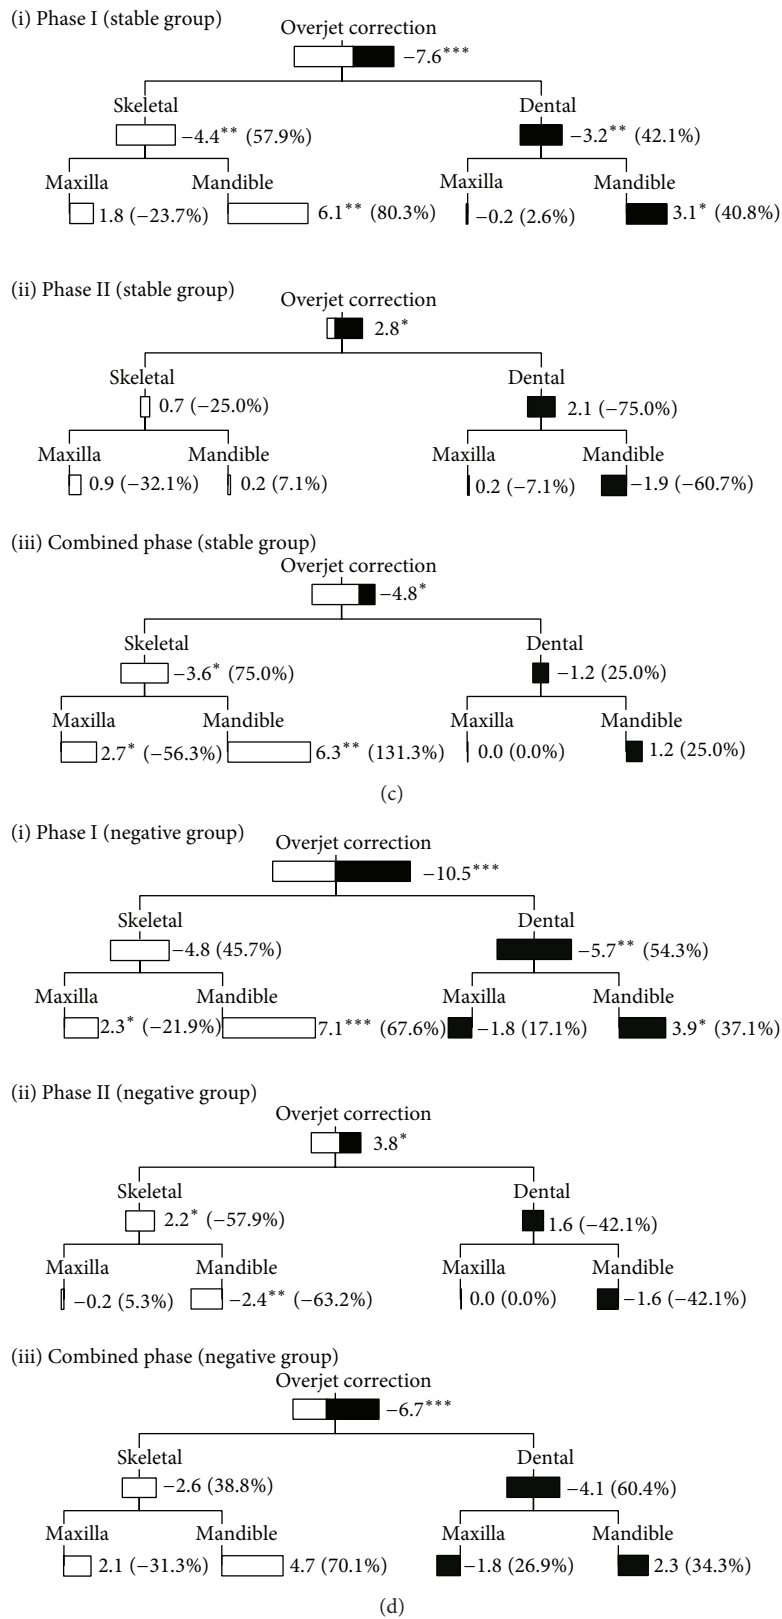 (i) Phase I (stable group)
Overjet correction
−7.6***
Skeletal
Dental
−4.4** (57.9%)
−3.2** (42.1%)
Maxilla
Mandible
Maxilla
Mandible
1.8 (−23.7%)
6.1** (80.3%)
−0.2 (2.6%)
3.1* (40.8%)
(ii) Phase II (stable group)
Overjet correction
2.8*
Skeletal
Dental
0.7 (−25.0%)
2.1 (−75.0%)
Maxilla
Mandible
Maxilla
Mandible
0.9 (−32.1%)
0.2 (7.1%)
0.2 (−7.1%)
−1.9 (−60.7%)
(iii) Combined phase (stable group)
Overjet correction
−4.8*
Skeletal
Dental
−3.6* (75.0%)
−1.2 (25.0%)
Maxilla
Mandible
Maxilla
Mandible
2.7* (−56.3%)
6.3** (131.3%)
0.0 (0.0%)
1.2 (25.0%)
(c)
(i) Phase I (negative group)
Overjet correction
−10.5***
Skeletal
Dental
−4.8 (45.7%)
−5.7** (54.3%)
Maxilla
Mandible
Maxilla
Mandible
2.3* (−21.9%)
7.1*** (67.6%)
−1.8 (17.1%)
3.9* (37.1%)
(ii) Phase II (negative group)
Overjet correction
3.8*
Skeletal
Dental
2.2* (−57.9%)
1.6 (−42.1%)
Maxilla
Mandible
Maxilla
Mandible
−0.2 (5.3%)
−2.4** (−63.2%)
0.0 (0.0%)
−1.6 (−42.1%)
(iii) Combined phase (negative group)
Overjet correction
−6.7***
Skeletal
Dental
−2.6 (38.8%)
−4.1 (60.4%)
Maxilla
Mandible
Maxilla
Mandible
2.1 (−31.3%)
4.7 (70.1%)
−1.8 (26.9%)
2.3 (34.3%)
(d)